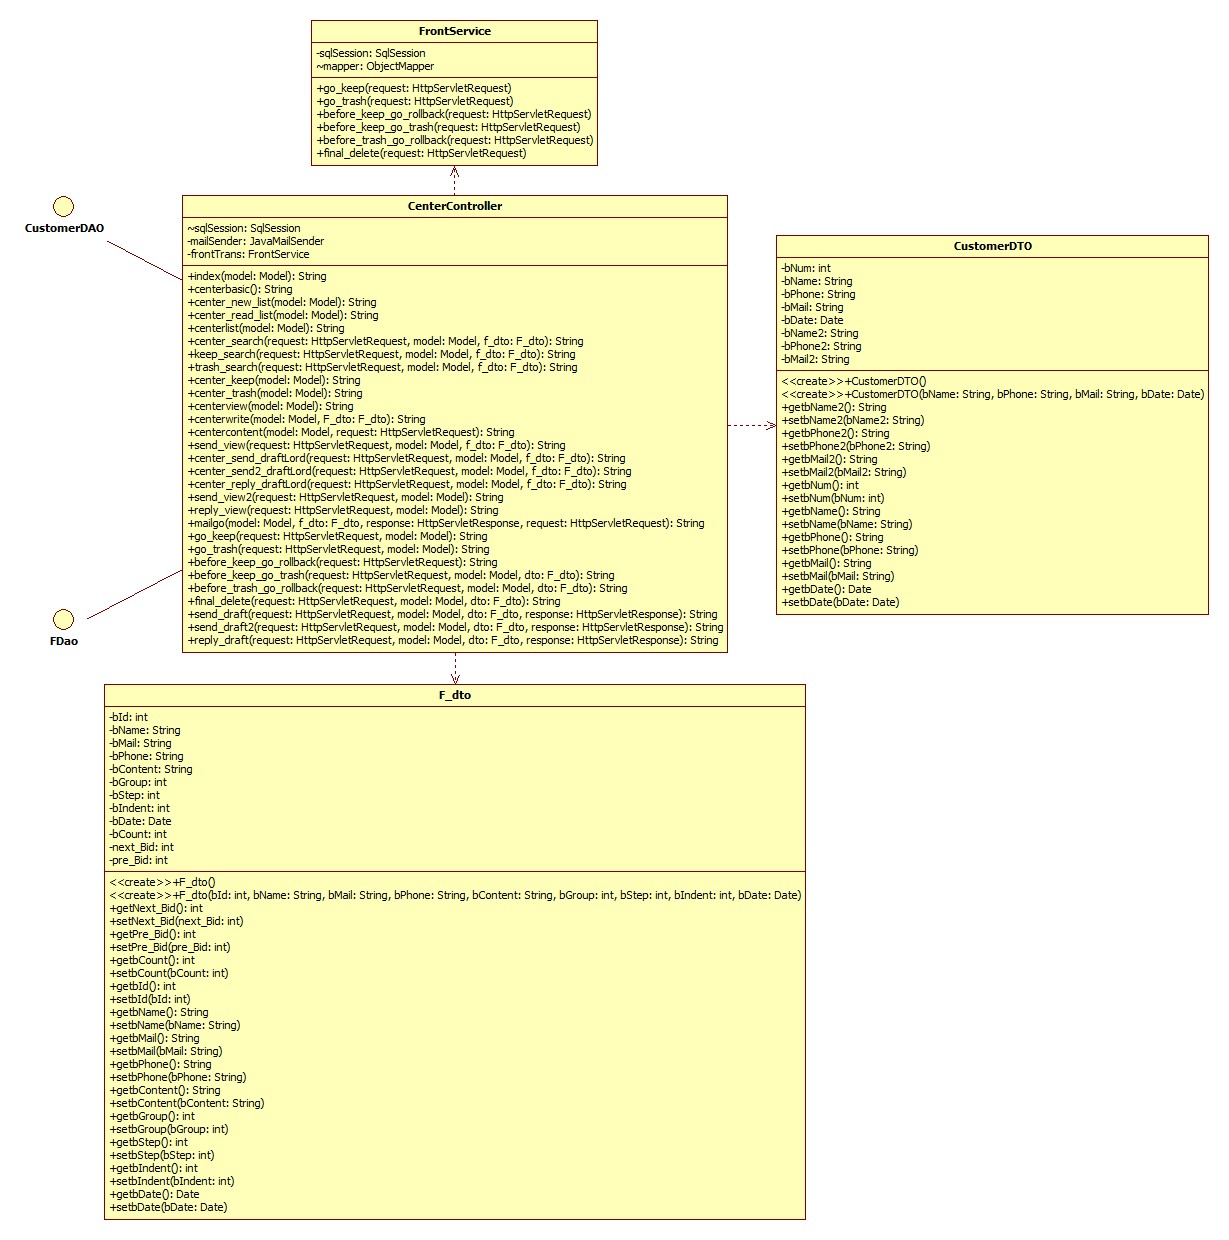 FrontService
-sqlSession: SqlSession
~mapper: ObjectMapper
+go_keep(request: HttpServletRequest)
+go_trash(request: HttpServletRequest)
+before_keep_go_rollback(request: HttpServletRequest)
+before_keep_go_trash(request: HttpServletRequest)
+before_trash_go_rollback(request: HttpServletRequest)
+final_delete(request: HttpServletRequest)
CustomerDAO
CenterController
~sqlSession: SqlSession
-mailSender: JavaMailSender
-frontTrans: FrontService
+index(model: Model): String
+centerbasic(): String
+center_new_list(model: Model): String
+center_read_list(model: Model): String
+centerlist(model: Model): String
+center_search(request: HttpServletRequest, model: Model, f_dto: F_dto): String
+keep_search(request: HttpServletRequest, model: Model, f_dto: F_dto): String
+trash_search(request: HttpServletRequest, model: Model, f_dto: F_dto): String
+center_keep(model: Model): String
+center_trash(model: Model): String
+centerview(model: Model): String
+centerwrite(model: Model, F_dto: F_dto): String
+centercontent(model: Model, request: HttpServletRequest): String
+send_view(request: HttpServletRequest, model: Model, f_dto: F_dto): String
+center_send_draftLord(request: HttpServletRequest, model: Model, f_dto: F_dto): String
+center_send2_draftLord(request: HttpServletRequest, model: Model, f_dto: F_dto): String
+center_reply_draftLord(request: HttpServletRequest, model: Model, f_dto: F_dto): String
+send_view2(request: HttpServletRequest, model: Model): String
+reply_view(request: HttpServletRequest, model: Model): String
+mailgo(model: Model, f_dto: F_dto, response: HttpServletResponse, request: HttpServletRequest): String
+go_keep(request: HttpServletRequest, model: Model): String
+go_trash(request: HttpServletRequest, model: Model): String
+before_keep_go_rollback(request: HttpServletRequest): String
+before_keep_go_trash(request: HttpServletRequest, model: Model, dto: F_dto): String
+before_trash_go_rollback(request: HttpServletRequest, model: Model, dto: F_dto): String
+final_delete(request: HttpServletRequest, model: Model, dto: F_dto): String
+send_draft(request: HttpServletRequest, model: Model, dto: F_dto, response: HttpServletResponse): String
+send_draft2(request: HttpServletRequest, model: Model, dto: F_dto, response: HttpServletResponse): String
+reply_draft(request: HttpServletRequest, model: Model, dto: F_dto, response: HttpServletResponse): String
CustomerDTO
-bNum: int
-bName: String
-bPhone: String
-bMail: String
-bDate: Date
-bName2: String
-bPhone2: String
-bMail2: String
<<create>>+CustomerDTO()
<<create>>+CustomerDTO(bName: String, bPhone: String, bMail: String, bDate: Date)
+getbName2(): String
+setbName2(bName2: String)
+getbPhone2(): String
+setbPhone2(bPhone2: String)
+getbMail2(): String
+setbMail2(bMail2: String)
+getbNum(): int
+setbNum(bNum: int)
+getbName(): String
+setbName(bName: String)
+getbPhone(): String
+setbPhone(bPhone: String)
+getbMail(): String
+setbMail(bMail: String)
+getbDate(): Date
+setbDate(bDate: Date)
FDao
F_dto
-bId: int
-bName: String
-bMail: String
-bPhone: String
-bContent: String
-bGroup: int
-bStep: int
-bIndent: int
-bDate: Date
-bCount: int
-next_Bid: int
-pre_Bid: int
<<create>>+F_dto()
<<create>>+F_dto(bId: int, bName: String, bMail: String, bPhone: String, bContent: String, bGroup: int, bStep: int, bIndent: int, bDate: Date)
+getNext_Bid(): int
+setNext_Bid(next_Bid: int)
+getPre_Bid(): int
+setPre_Bid(pre_Bid: int)
+getbCount(): int
+setbCount(bCount: int)
+getbId(): int
+setbId(bId: int)
+getbName(): String
+setbName(bName: String)
+getbMail(): String
+setbMail(bMail: String)
+getbPhone(): String
+setbPhone(bPhone: String)
+getbContent(): String
+setbContent(bContent: String)
+getbGroup(): int
+setbGroup(bGroup: int)
+getbStep(): int
+setbStep(bStep: int)
+getbIndent(): int
+setbIndent(bIndent: int)
+getbDate(): Date
+setbDate(bDate: Date)